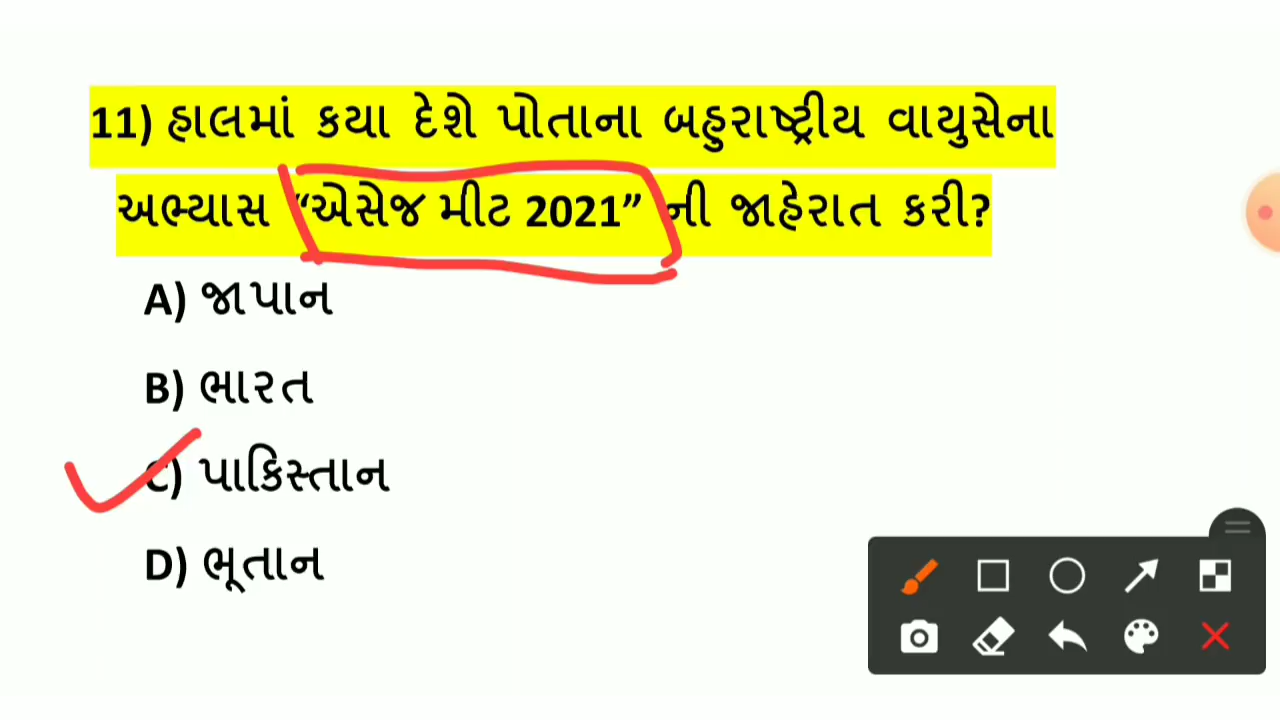 11) હાલમાં કયા દેશે પોતાના બહુરાષ્ટ્રીય વાયુસેના
અભ્યાસ “એસેજ મીટ 2021” ની જાહેરાત કરી?
A) જાપાન
B) ભારત
C) પાકિસ્તાન
D) ભૂતાન